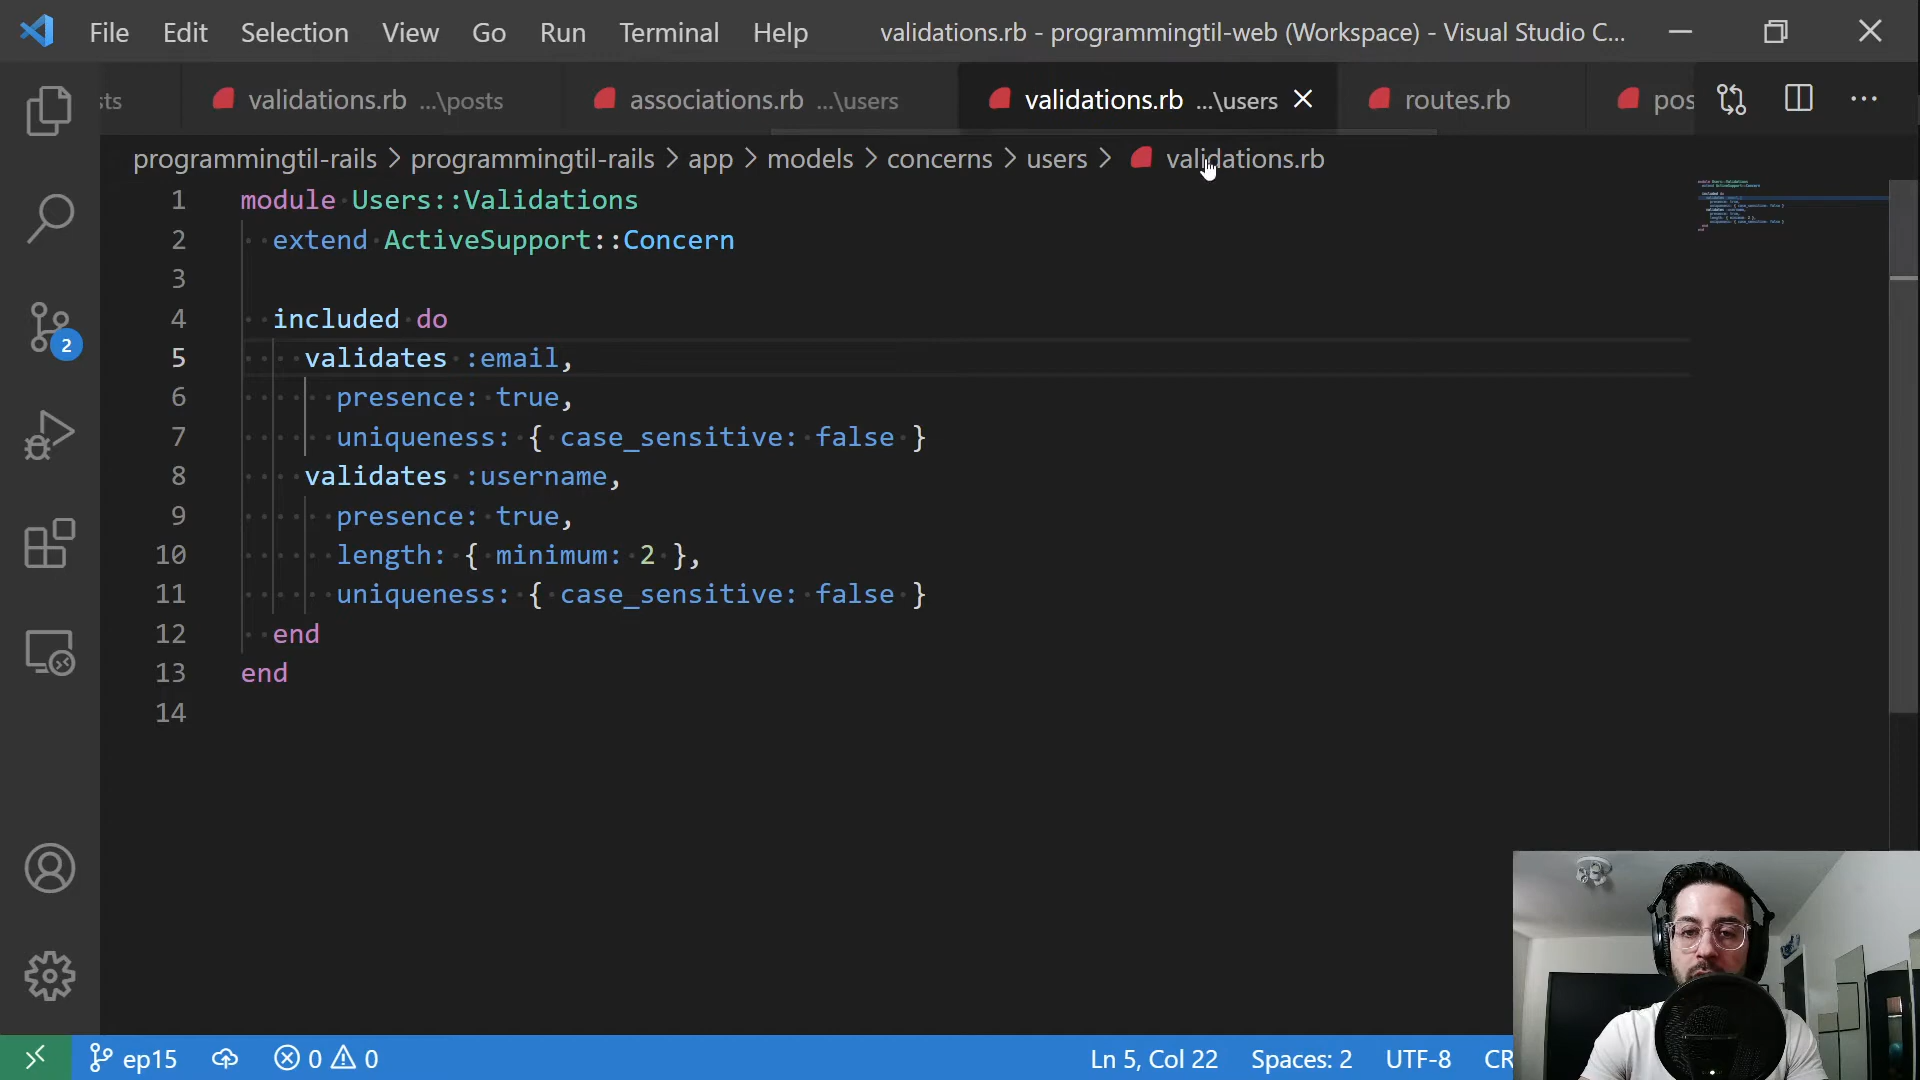 File Edit Selection View Go Run Terminal Help validations.rb - programmingtil-web (Workspace) - Visual Studio C...
sts validations.rb ...\posts associations.rb ...\users validations.rb ...\users routes.rb pos
programmingtil-rails > programmingtil-rails > app > models > concerns > users > validations.rb
1 module Users::Validations
2 extend ActiveSupport::Concern
3
4 included do
5 validates :email,
6 presence: true,
7 uniqueness: { case_sensitive: false }
8 validates :username,
9 presence: true,
10 length: { minimum: 2 },
11 uniqueness: { case_sensitive: false }
12 end
13 end
14
2
ep15 0 0 Ln 5, Col 22 Spaces: 2 UTF-8 CR